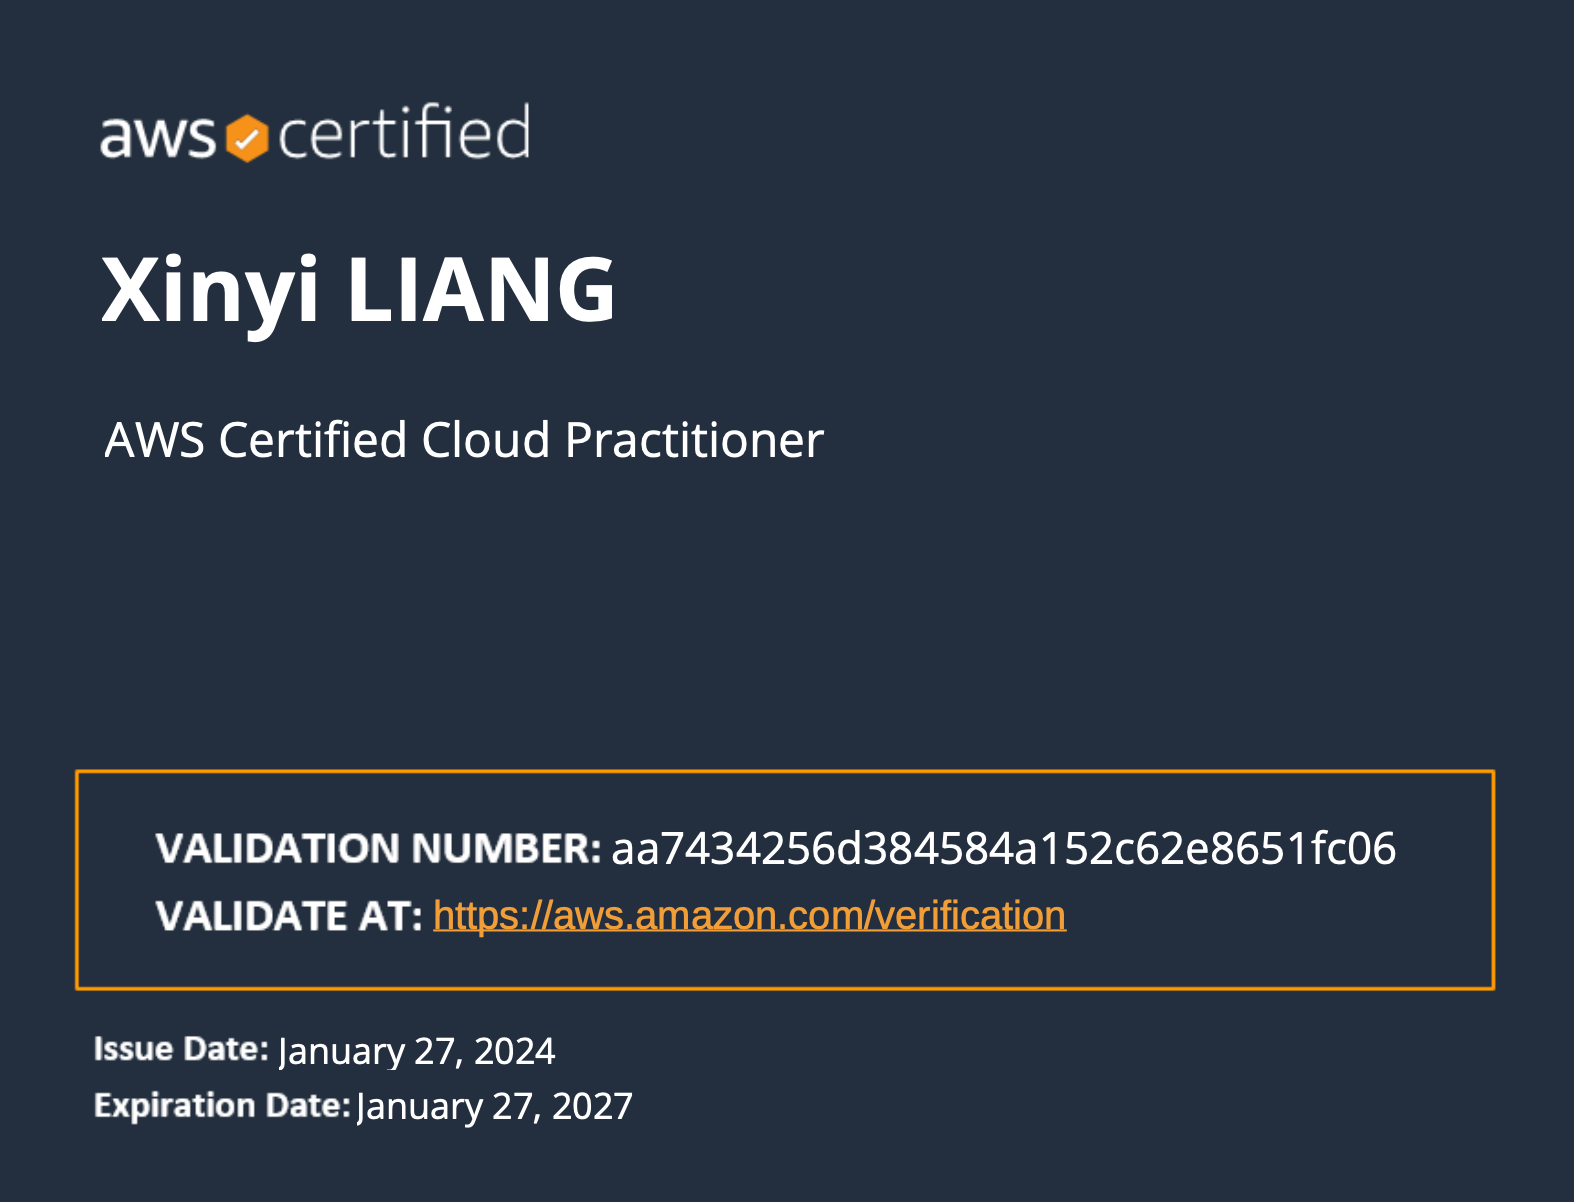 aws certified
Xinyi LIANG
AWS Certified Cloud Practitioner
VALIDATION NUMBER: aa7434256d384584a152c62e8651fc06
VALIDATE AT: https://aws.amazon.com/verification
Issue Date: January 27, 2024
Expiration Date: January 27, 2027